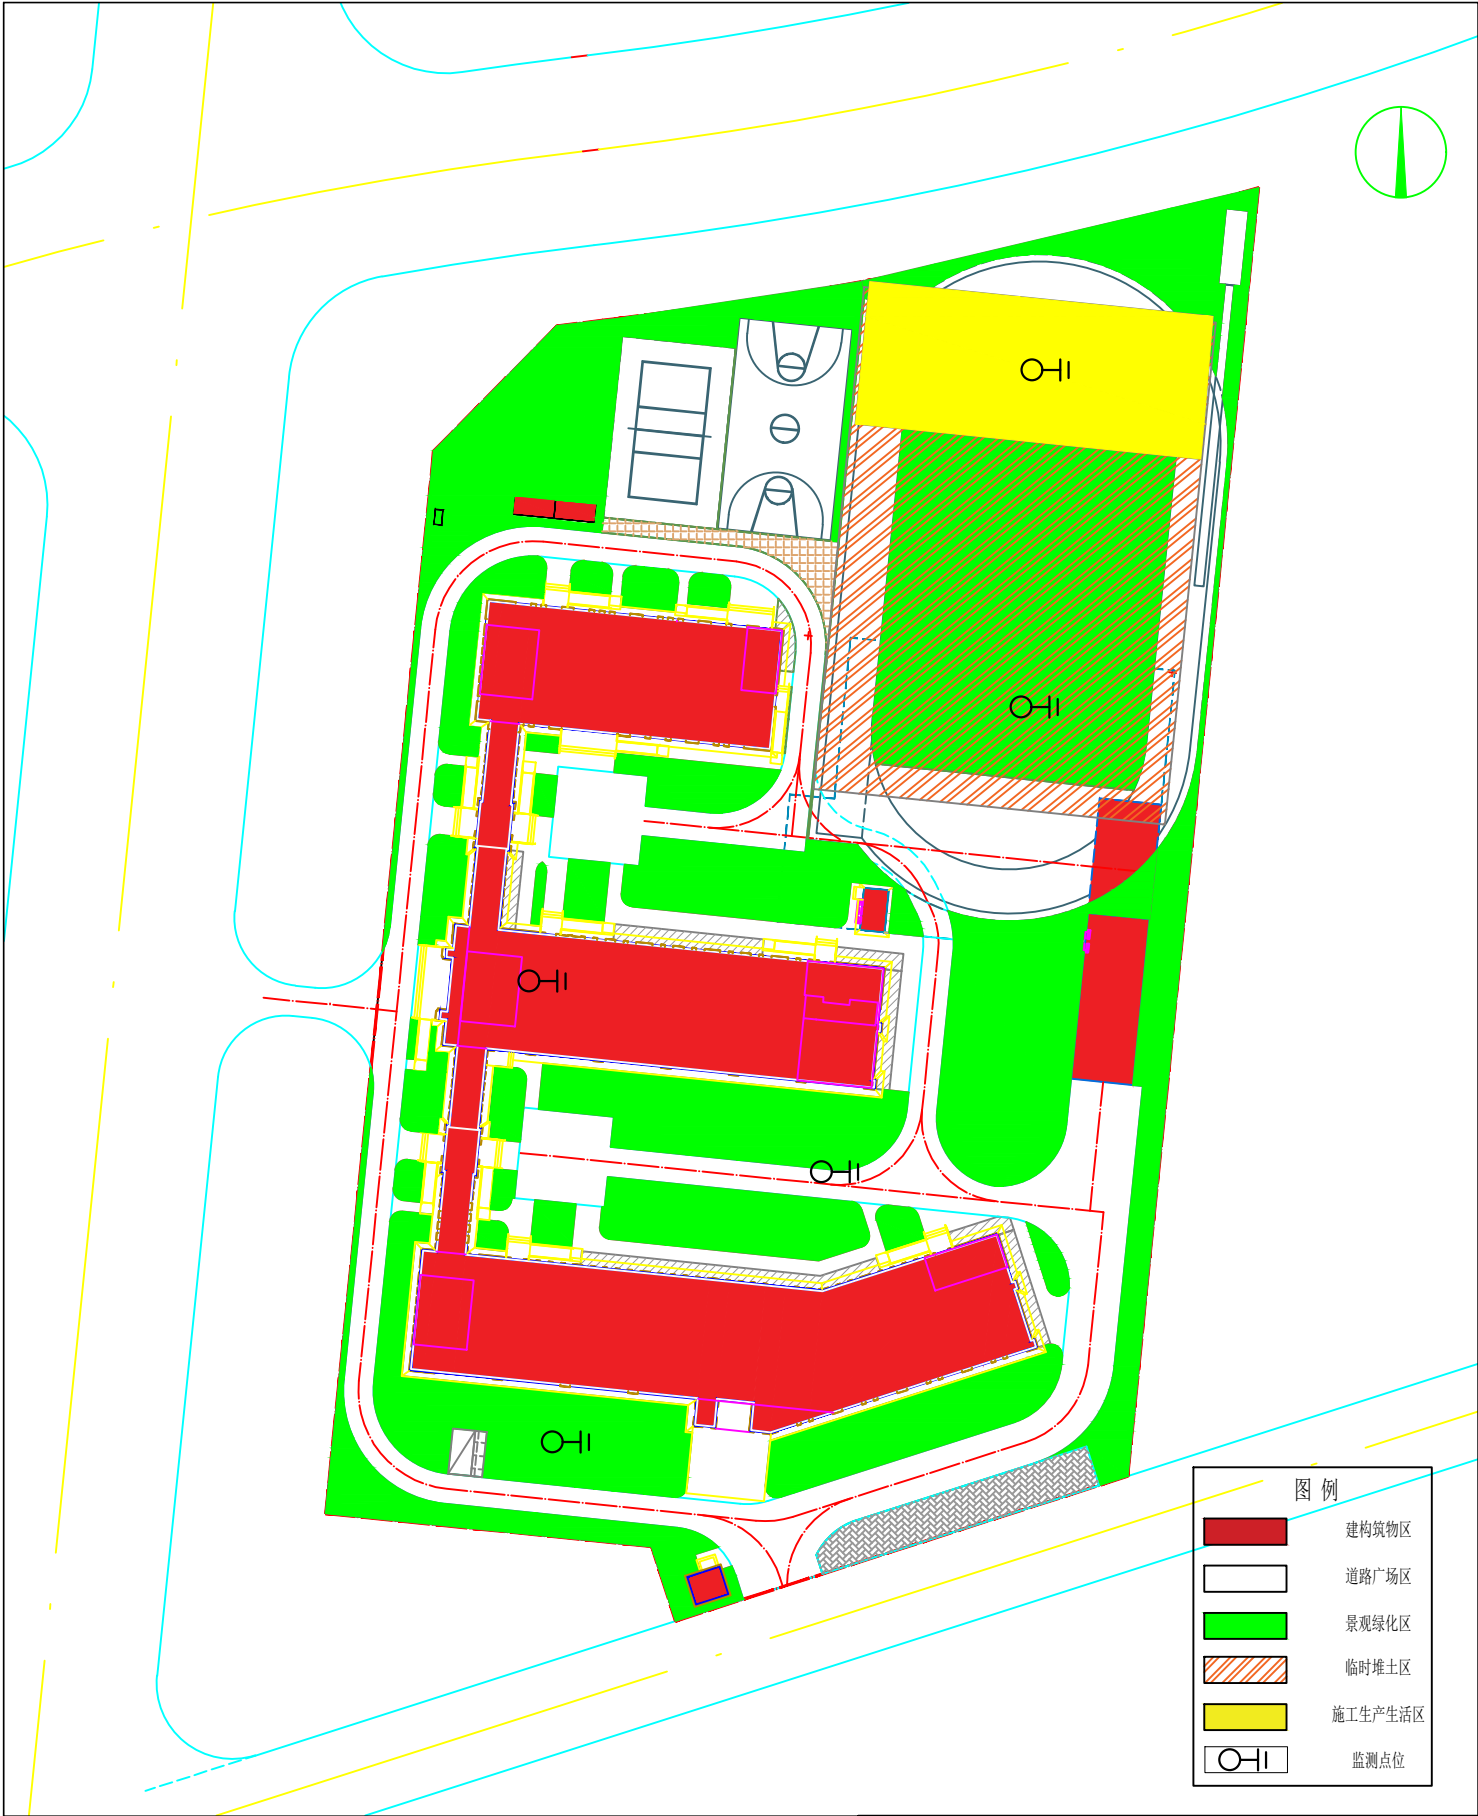 图 例
建构筑物区
道路广场区
景观绿化区
临时堆土区
施工生产生活区
监测点位